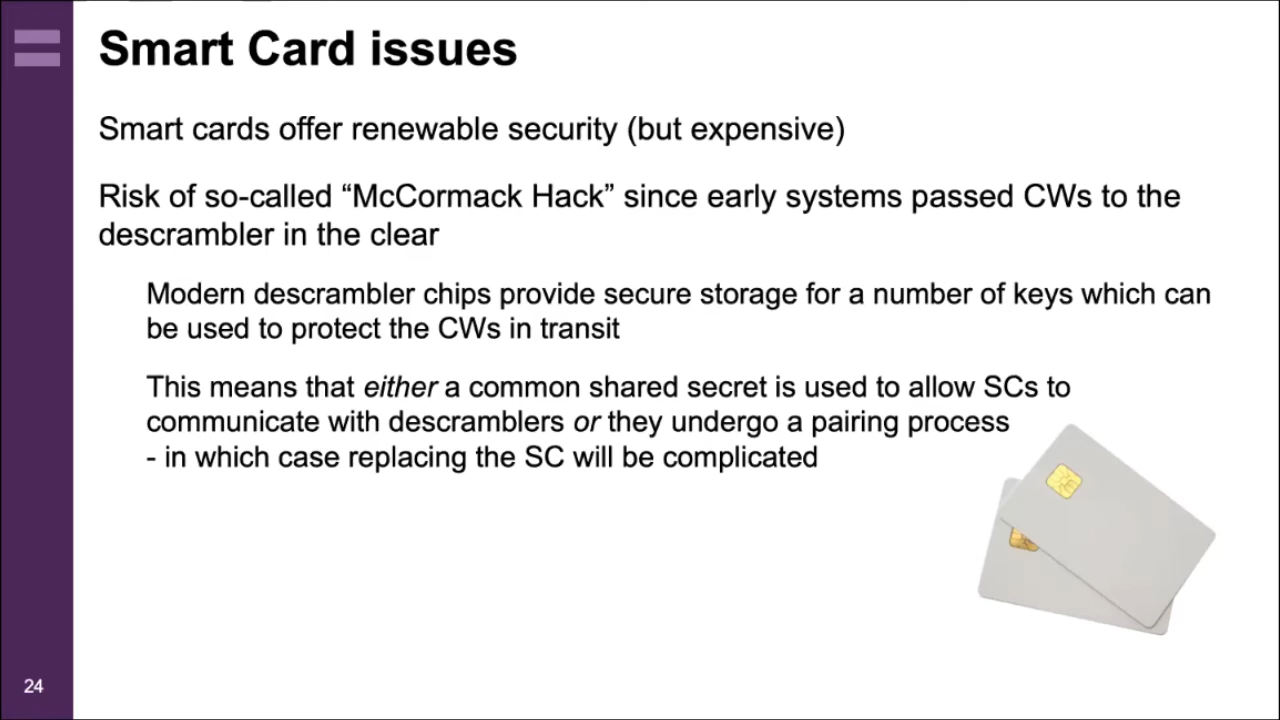 Smart Card issues
Smart cards offer renewable security (but expensive)
Risk of so-called “McCormack Hack” since early systems passed CWs to the
descrambler in the clear
Modern descrambler chips provide secure storage for a number of keys which can
be used to protect the CWs in transit
This means that either a common shared secret is used to allow SCs to
communicate with descramblers or they undergo a pairing process
- in which case replacing the SC will be complicated
24